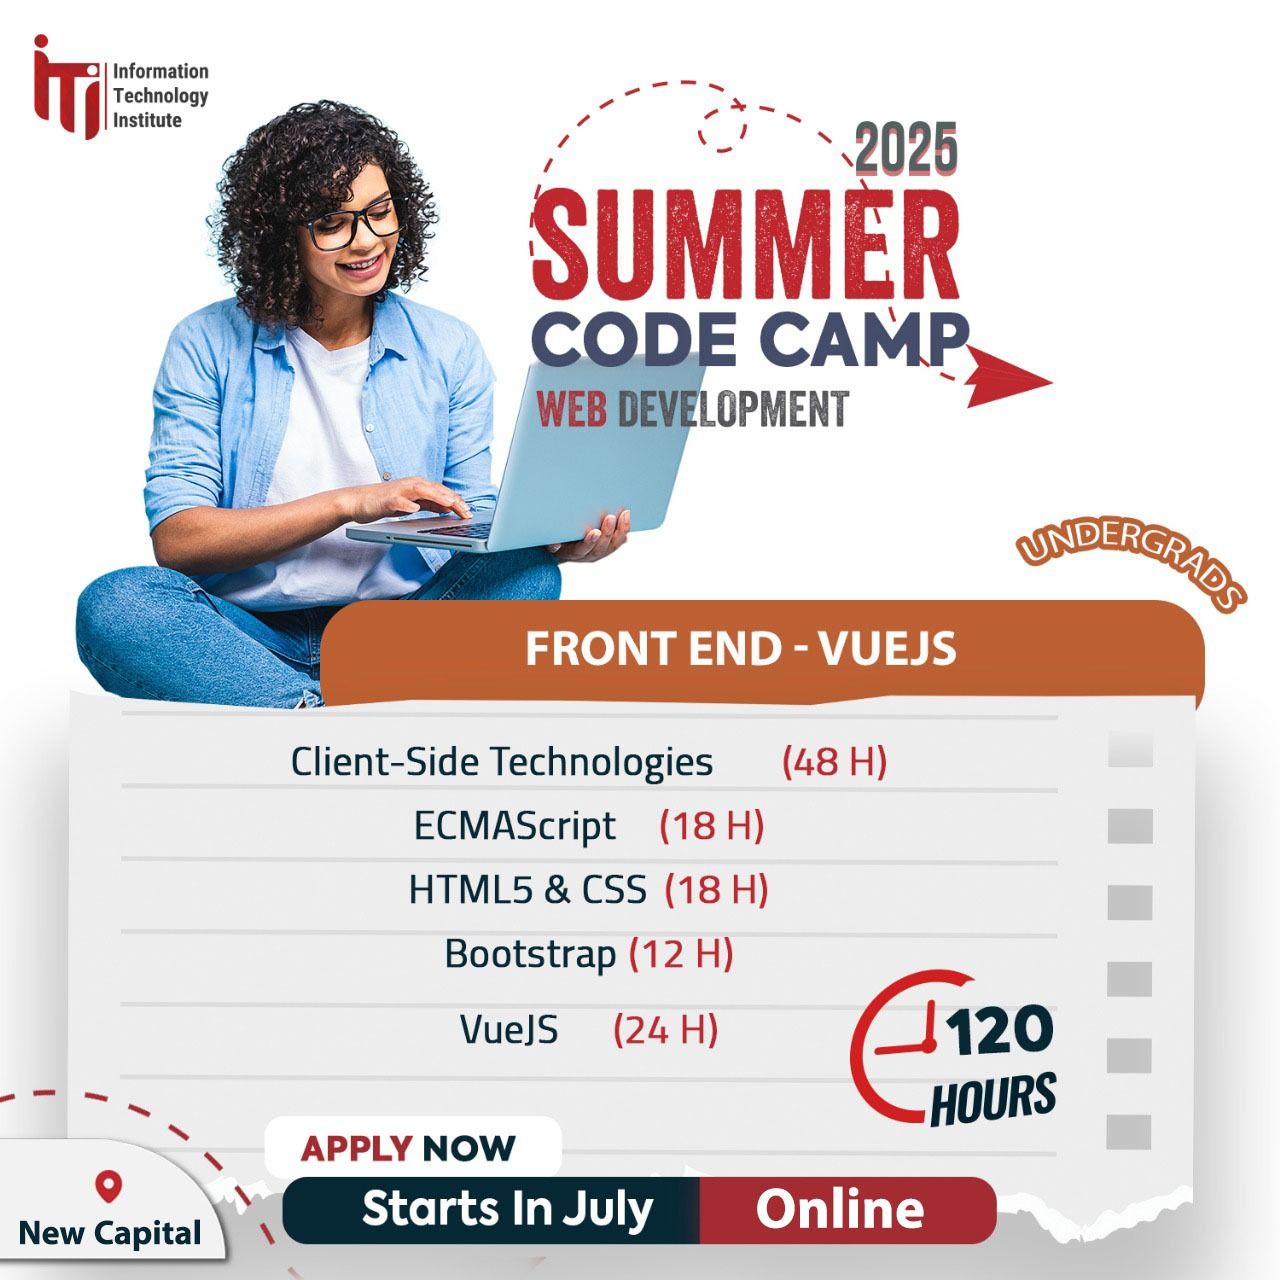 iTi
Information
Technology
Institute
2025
SUMMER
CODE CAMP
WEB DEVELOPMENT
UNDERGRADS
FRONT END - VUEJS
Client-Side Technologies (48 H)
ECMAScript (18 H)
HTML5 & CSS (18 H)
Bootstrap (12 H)
VueJS (24 H)
120
HOURS
APPLY NOW
Starts In July Online
New Capital